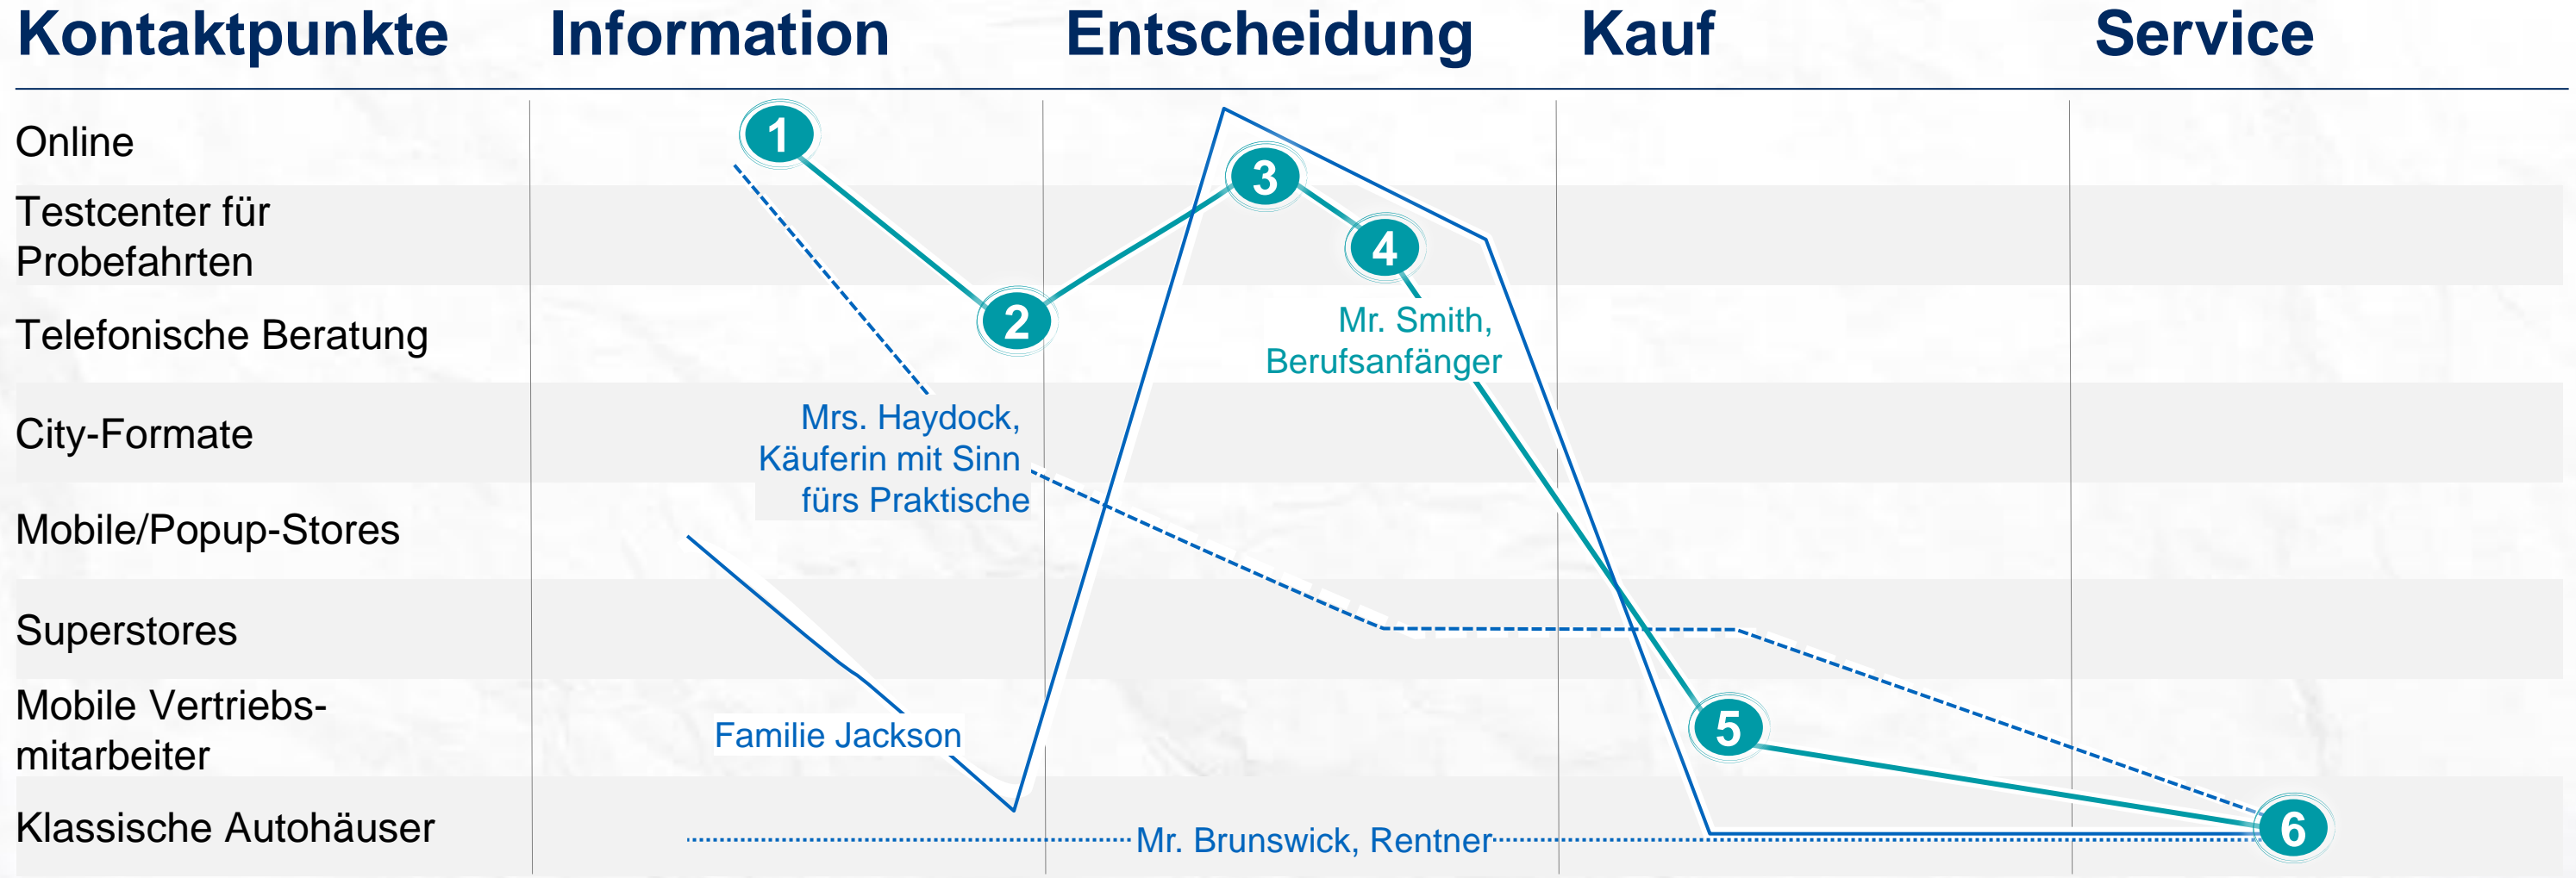 Kontaktpunkte Information Entscheidung Kauf Service
Online
1
3
Testcenter für
Probefahrten
4
Telefonische Beratung
2
Mr. Smith,
Berufsanfänger
City-Formate
Mrs. Haydock,
Käuferin mit Sinn
fürs Praktische
Mobile/Popup-Stores
Superstores
Mobile Vertriebs-
mitarbeiter
Familie Jackson
5
Klassische Autohäuser
Mr. Brunswick, Rentner
6